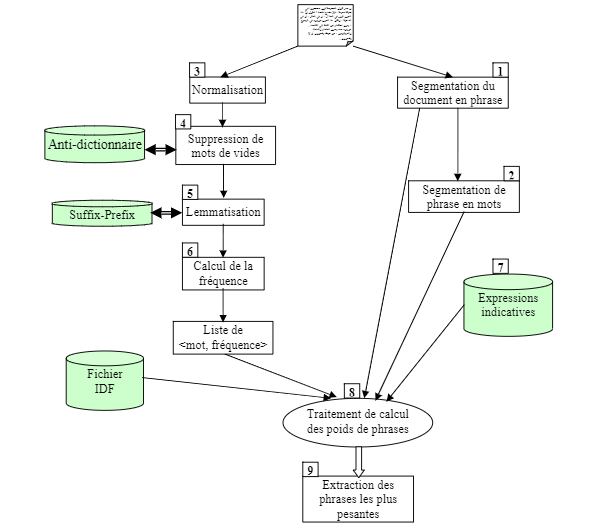 3
1
Normalisation
Segmentation du
document en phrase
4
Anti-dictionnaire
Suppression de
mots de vides
2
Segmentation de
phrase en mots
5
Suffix-Prefix
Lemmatisation
6
Calcul de la
fréquence
7
Expressions
indicatives
Liste de
<mot, fréquence>
Fichier
IDF
8
Traitement de calcul
des poids de phrases
9
Extraction des
phrases les plus
pesantes